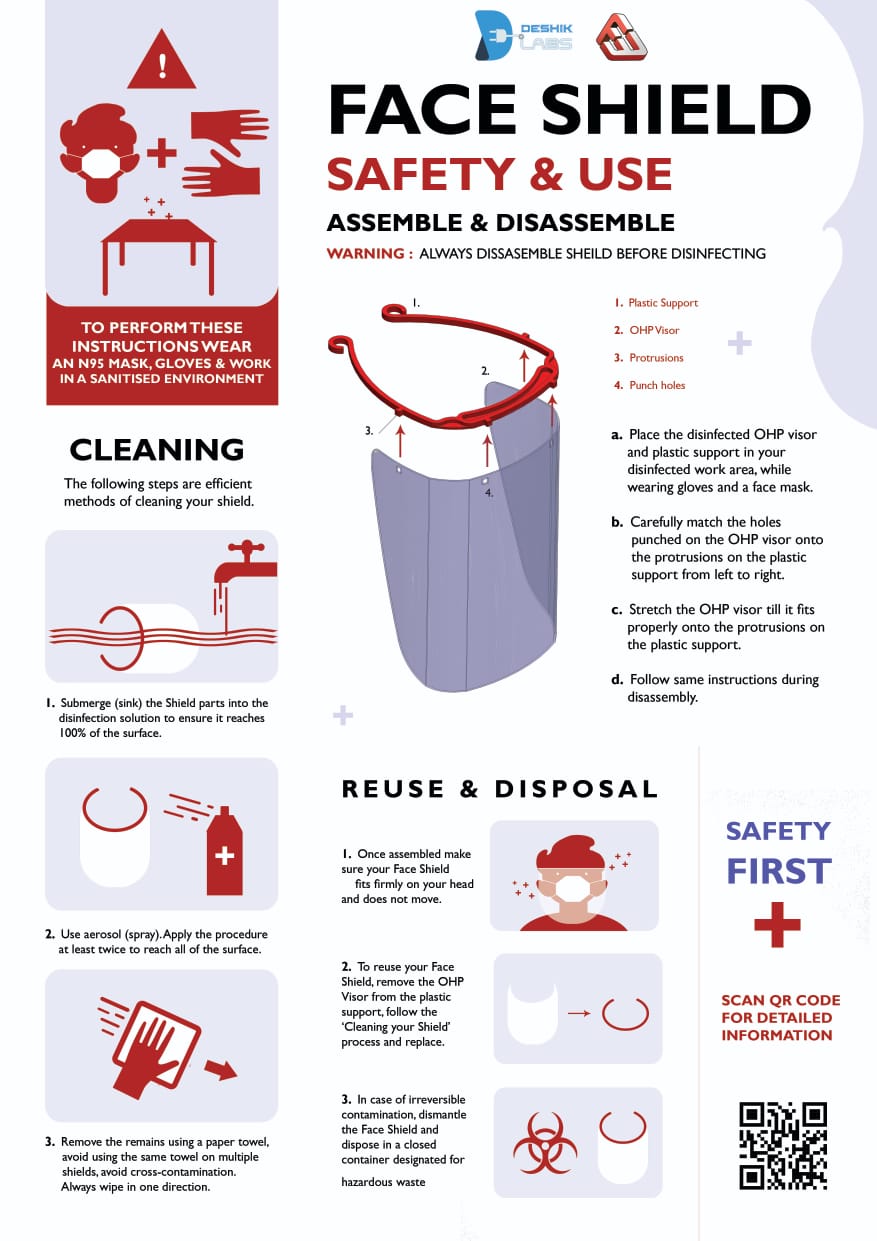 DESHIK
LABS
FACE SHIELD
SAFETY & USE
ASSEMBLE & DISASSEMBLE
WARNING : ALWAYS DISSASEMBLE SHEILD BEFORE DISINFECTING
!
TO PERFORM THESE
INSTRUCTIONS WEAR
AN N95 MASK, GLOVES & WORK
IN A SANITISED ENVIRONMENT
CLEANING
The following steps are efficient
methods of cleaning your shield.
1. Submerge (sink) the Shield parts into the
disinfection solution to ensure it reaches
100% of the surface.
2. Use aerosol (spray). Apply the procedure
at least twice to reach all of the surface.
3. Remove the remains using a paper towel,
avoid using the same towel on multiple
shields, avoid cross-contamination.
Always wipe in one direction.
1.
2.
3.
4.
1. Plastic Support
2. OHP Visor
3. Protrusions
4. Punch holes
a. Place the disinfected OHP visor
and plastic support in your
disinfected work area, while
wearing gloves and a face mask.
b. Carefully match the holes
punched on the OHP visor onto
the protrusions on the plastic
support from left to right.
c. Stretch the OHP visor till it fits
properly onto the protrusions on
the plastic support.
d. Follow same instructions during
disassembly.
REUSE & DISPOSAL
1. Once assembled make
sure your Face Shield
fits firmly on your head
and does not move.
2. To reuse your Face
Shield, remove the OHP
Visor from the plastic
support, follow the
‘Cleaning your Shield’
process and replace.
3. In case of irreversible
contamination, dismantle
the Face Shield and
dispose in a closed
container designated for
hazardous waste
SAFETY
FIRST
SCAN QR CODE
FOR DETAILED
INFORMATION